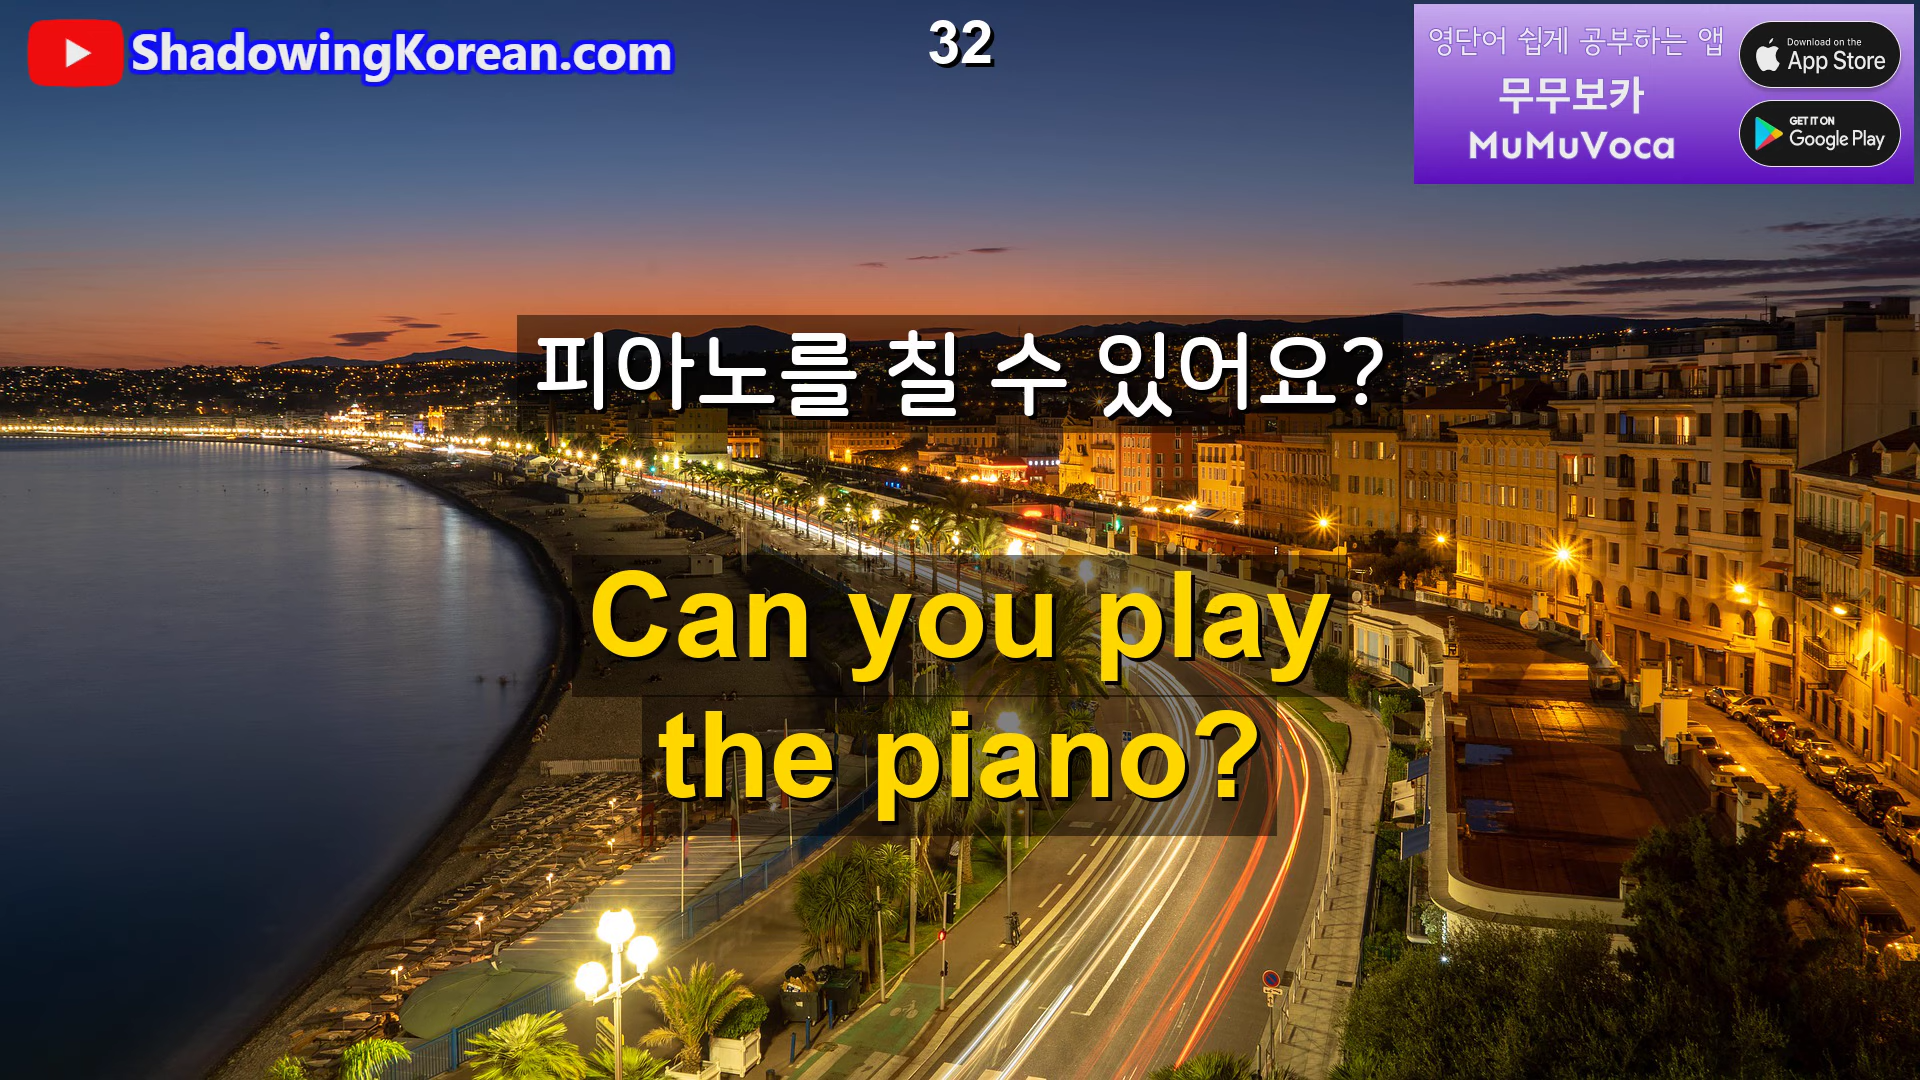 ShadowingKorean.com
32
영단어 쉽게 공부하는 앱
무무보카
MuMuVoca
Download on the
App Store
GET IT ON
Google Play
피아노를 칠 수 있어요?
Can you play
the piano?